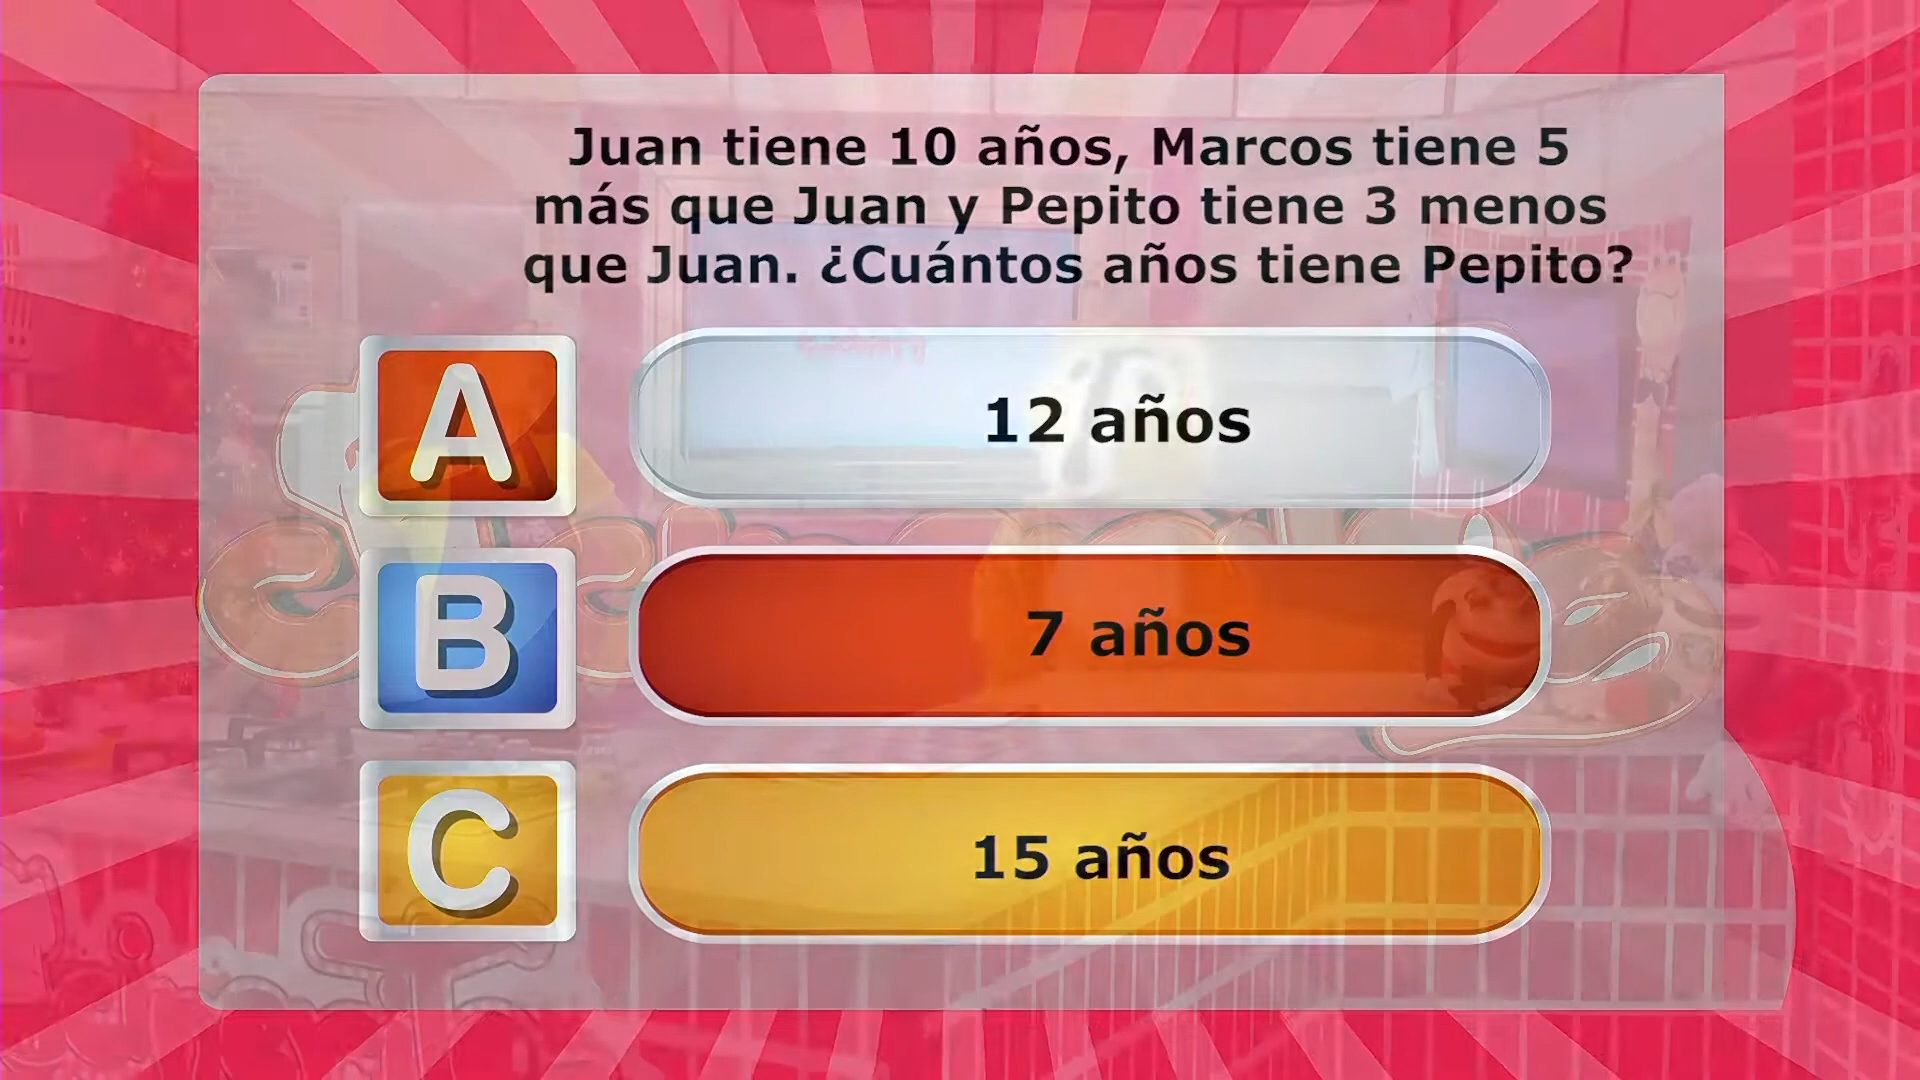 Juan tiene 10 años, Marcos tiene 5
más que Juan y Pepito tiene 3 menos
que Juan. ¿Cuántos años tiene Pepito?
A
12 años
B
7 años
C
15 años